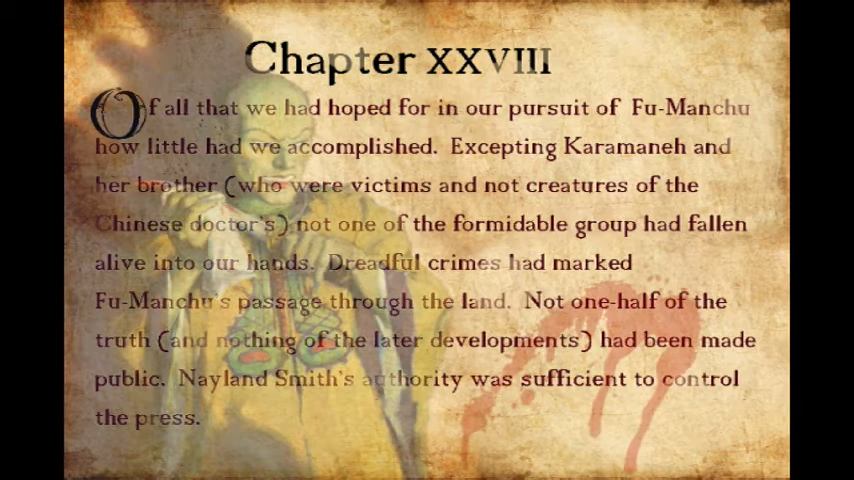 Chapter XXVIII
Of all that we had hoped for in our pursuit of Fu-Manchu
how little had we accomplished. Excepting Karamaneh and
her brother (who were victims and not creatures of the
Chinese doctor's) not one of the formidable group had fallen
alive into our hands. Dreadful crimes had marked
Fu-Manchu's passage through the land. Not one-half of the
truth (and nothing of the later developments) had been made
public. Nayland Smith's authority was sufficient to control
the press.